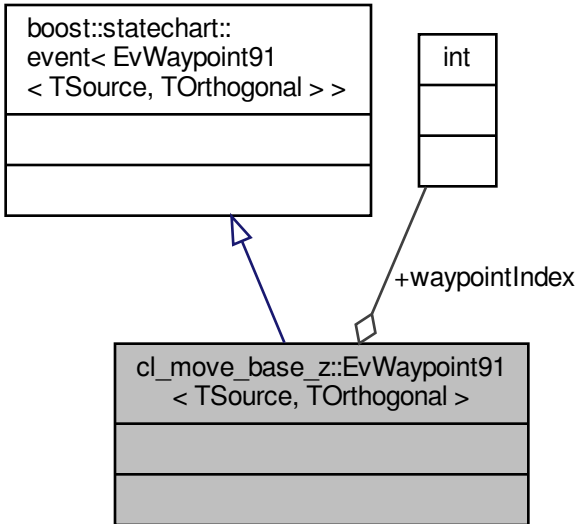 boost::statechart::
event< EvWaypoint91
< TSource, TOrthogonal > >
int
+waypointIndex
cl_move_base_z::EvWaypoint91
< TSource, TOrthogonal >